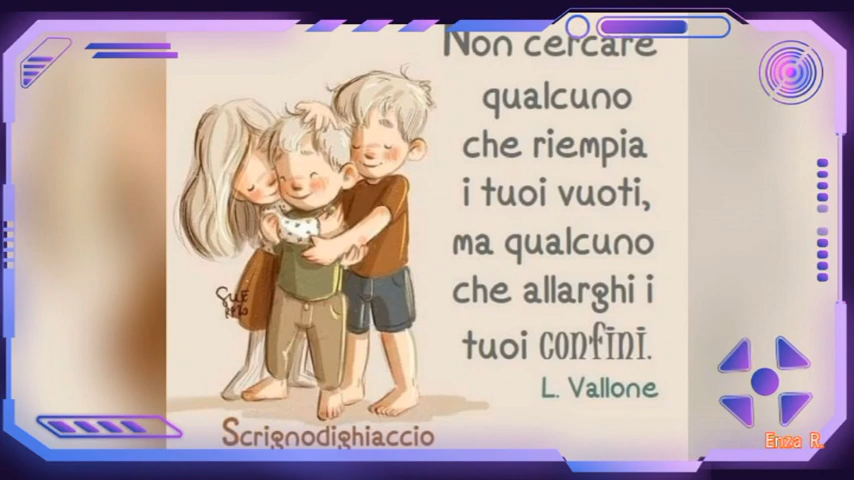 Non cercare
qualcuno
che riempia
i tuoi vuoti,
ma qualcuno
che allarghi i
tuoi confini.
L. Vallone
Scrignodighiaccio
Enza R.